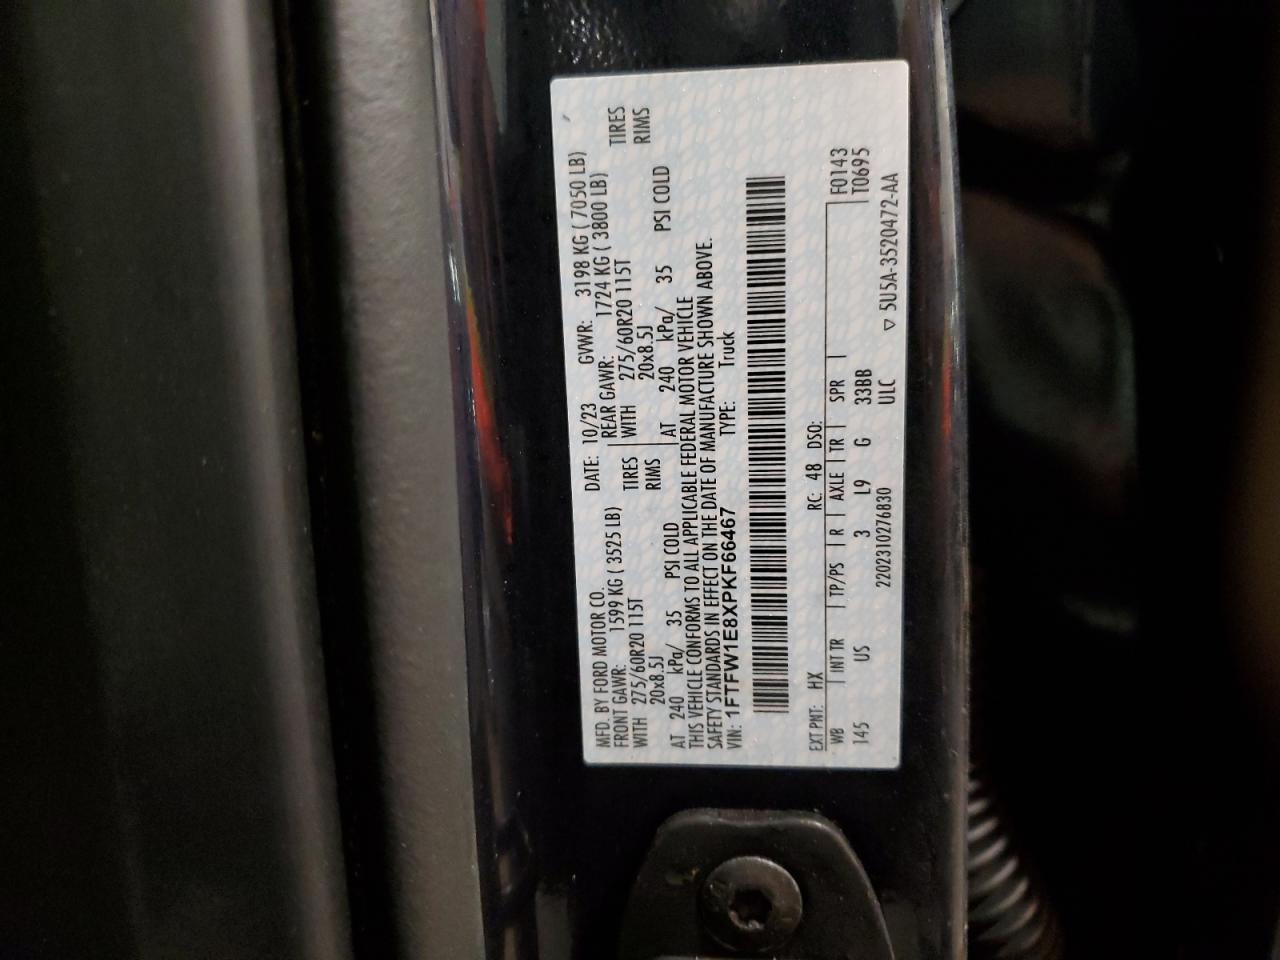 MFD. BY FORD MOTOR CO. DATE: 10/23 GVWR: 3198 KG ( 7050 LB)
FRONT GAWR: 1599 KG ( 3525 LB) REAR GAWR: 1724 KG ( 3800 LB)
WITH 275/60R20 115T TIRES WITH 275/60R20 115T TIRES
20x8.5J RIMS 20x8.5J RIMS
AT 240 kPa/ 35 PSI COLD AT 240 kPa/ 35 PSI COLD
THIS VEHICLE CONFORMS TO ALL APPLICABLE FEDERAL MOTOR VEHICLE
SAFETY STANDARDS IN EFFECT ON THE DATE OF MANUFACTURE SHOWN ABOVE.
VIN: 1FTFW1E8XPKF66467 TYPE: Truck
EXT PNT: HX RC: 48 DSO:
WB | INT TR | TP/PS | R | AXLE | TR | SPR | F0143
145 US 3 L9 G 33BB T0695
2202310276830 ULC
▽ 5U5A-3520472-AA